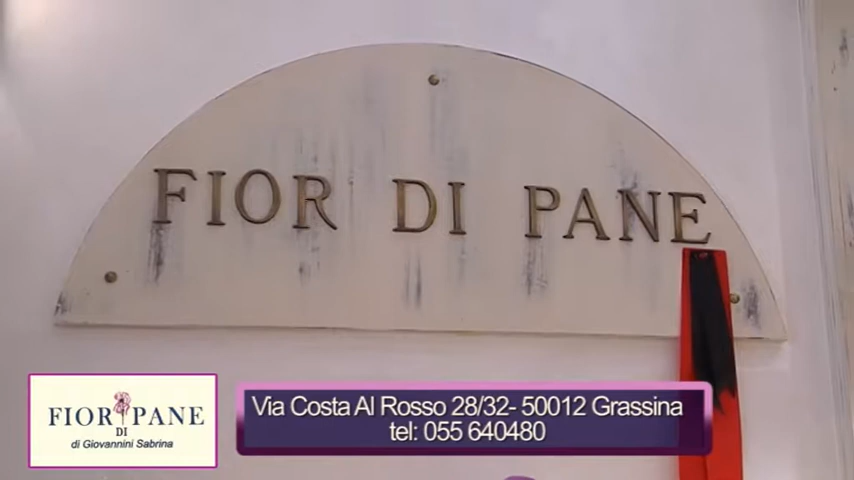 FIOR DI PANE
FIOR DI PANE
di Giovannini Sabrina
Via Costa Al Rosso 28/32- 50012 Grassina
tel: 055 640480